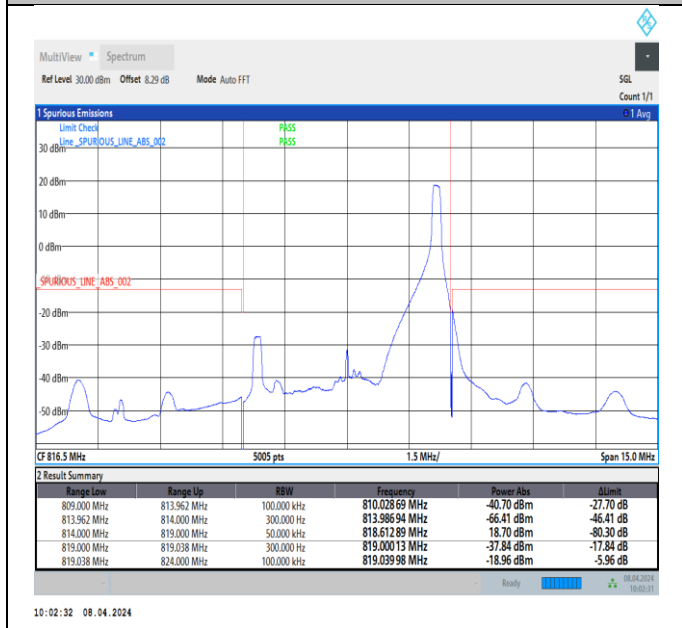 MultiView Spectrum
Ref Level 30.00 dBm Offset 8.29 dB Mode Auto FFT SGL
Count 1/1
1 Spurious Emissions 1 Avg
Limit Check PASS
30 dBm Line _SPURIOUS_LINE_ABS_002 PASS
20 dBm
10 dBm
0 dBm
_SPURIOUS_LINE_ABS_002
-20 dBm
-30 dBm
-40 dBm
-50 dBm
CF 816.5 MHz 5005 pts 1.5 MHz/ Span 15.0 MHz
2 Result Summary
Range Low Range Up RBW Frequency Power Abs ΔLimit
809.000 MHz 813.962 MHz 100.000 kHz 810.028 69 MHz -40.70 dBm -27.70 dB
813.962 MHz 814.000 MHz 300.000 Hz 813.986 94 MHz -66.41 dBm -46.41 dB
814.000 MHz 819.000 MHz 50.000 kHz 818.612 89 MHz 18.70 dBm -80.30 dB
819.000 MHz 819.038 MHz 300.000 Hz 819.000 13 MHz -37.84 dBm -17.84 dB
819.038 MHz 824.000 MHz 100.000 kHz 819.039 98 MHz -18.96 dBm -5.96 dB
Ready 08.04.2024
10:02:31
10:02:32 08.04.2024